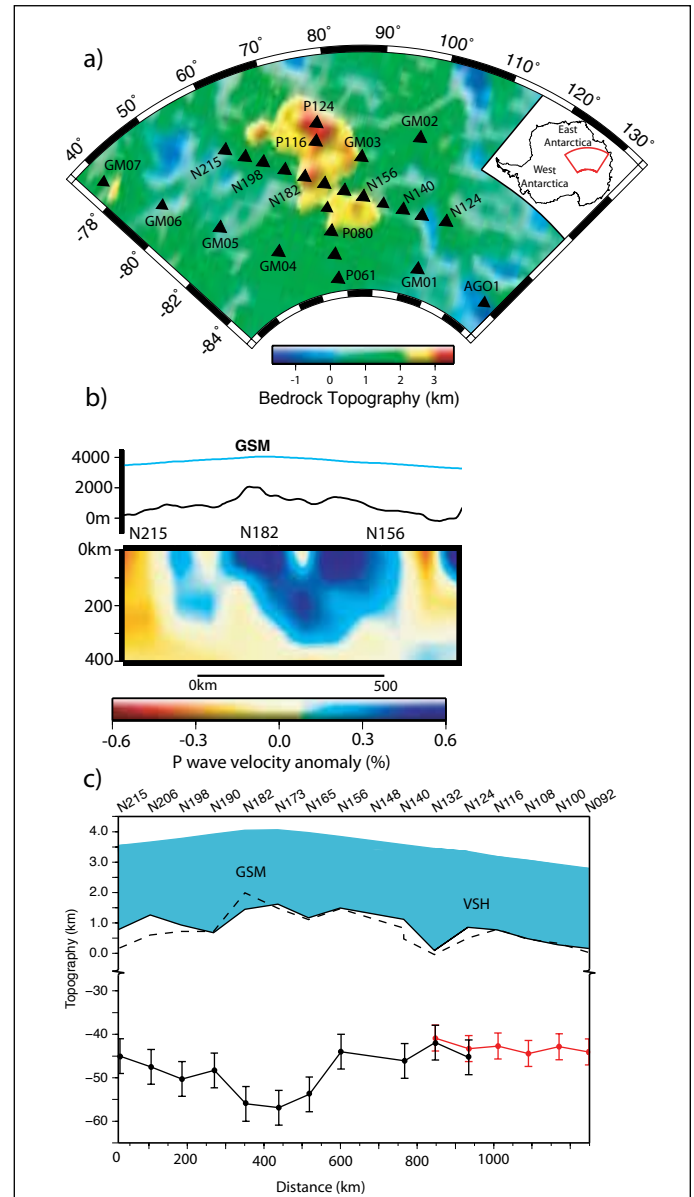 a)
40°
50°
60°
70°
80°
90°
100°
110°
120°
130°
-78°
-80°
-82°
-84°
P124
P116
GM02
GM03
GM07
N215
N198
N182
N156
N140
N124
GM06
GM05
GM04
P080
P061
GM01
AGO1
East
Antarctica
West
Antarctica
-1 0 1 2 3
Bedrock Topography (km)
b)
GSM
4000
2000
0m
N215 N182 N156
0km
200
400
0km 500
-0.6 -0.3 0.0 0.3 0.6
P wave velocity anomaly (%)
c)
N215 N206 N198 N190 N182 N173 N165 N156 N148 N140 N132 N124 N116 N108 N100 N092
4.0
3.0
2.0
1.0
0.0
−30
−40
−50
−60
Topography (km)
GSM
VSH
0 200 400 600 800 1000
Distance (km)